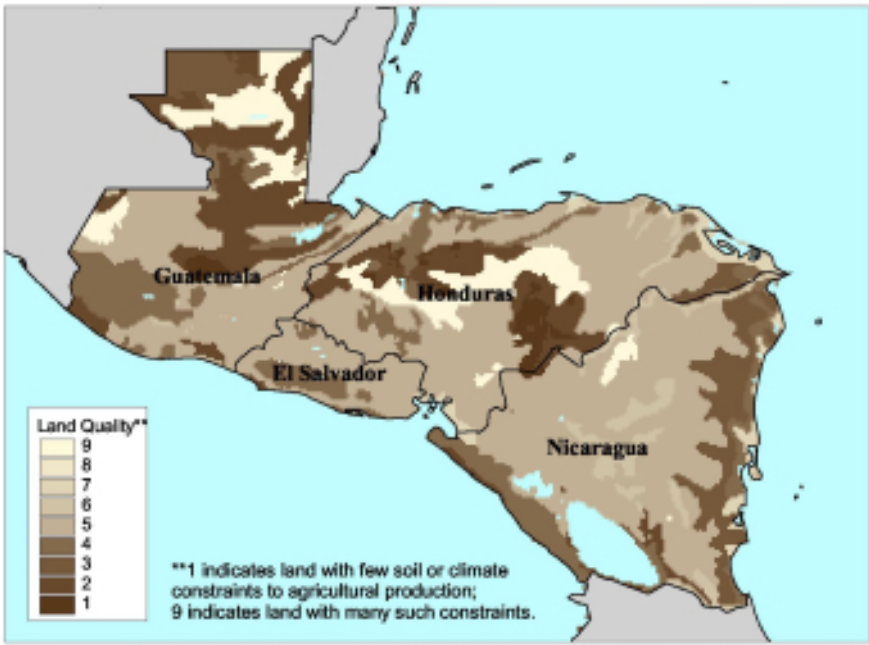 Guatemala
Honduras
El Salvador
Nicaragua
Land Quality**
9
8
7
6
5
4
3
2
1
**1 indicates land with few soil or climate
constraints to agricultural production;
9 indicates land with many such constraints.